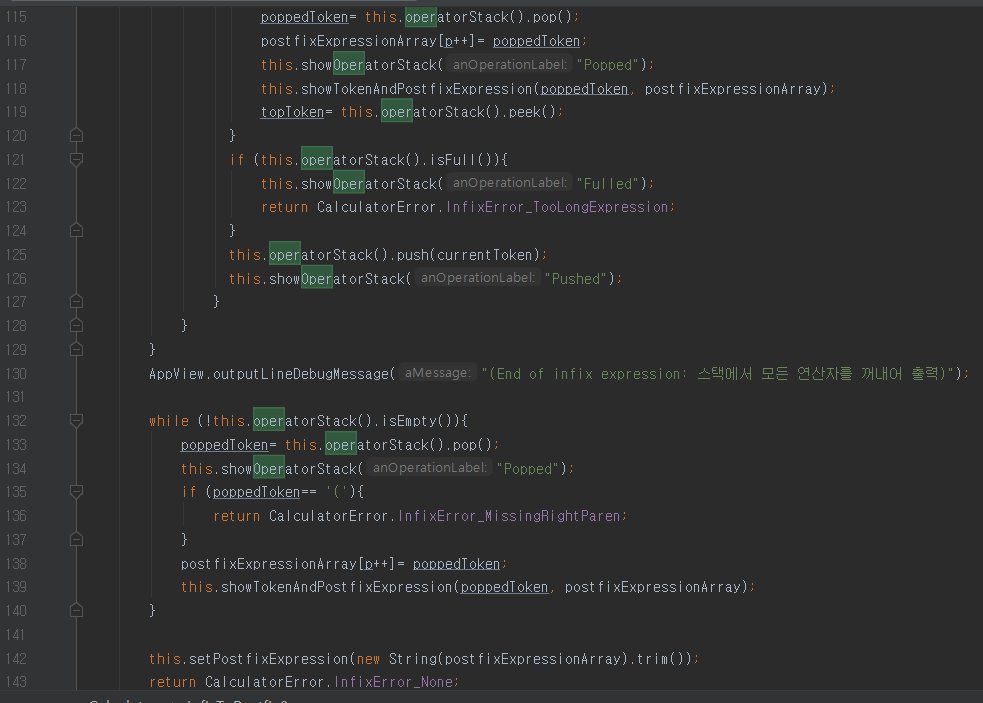 115 poppedToken= this.operatorStack().pop();
116 postfixExpressionArray[p++]= poppedToken;
117 this.showOperatorStack( anOperationLabel: "Popped");
118 this.showTokenAndPostfixExpression(poppedToken, postfixExpressionArray);
119 topToken= this.operatorStack().peek();
120 }
121 if (this.operatorStack().isFull()){
122 this.showOperatorStack( anOperationLabel: "Fulled");
123 return CalculatorError.InfixError_TooLongExpression;
124 }
125 this.operatorStack().push(currentToken);
126 this.showOperatorStack( anOperationLabel: "Pushed");
127 }
128 }
129 }
130 AppView.outputLineDebugMessage( aMessage: "(End of infix expression: 스택에서 모든 연산자를 꺼내어 출력)");
131
132 while (!this.operatorStack().isEmpty()){
133 poppedToken= this.operatorStack().pop();
134 this.showOperatorStack( anOperationLabel: "Popped");
135 if (poppedToken== '('){
136 return CalculatorError.InfixError_MissingRightParen;
137 }
138 postfixExpressionArray[p++]= poppedToken;
139 this.showTokenAndPostfixExpression(poppedToken, postfixExpressionArray);
140 }
141
142 this.setPostfixExpression(new String(postfixExpressionArray).trim());
143 return CalculatorError.InfixError_None;